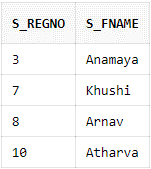 S_REGNO S_FNAME
3 Anamaya
7 Khushi
8 Arnav
10 Atharva